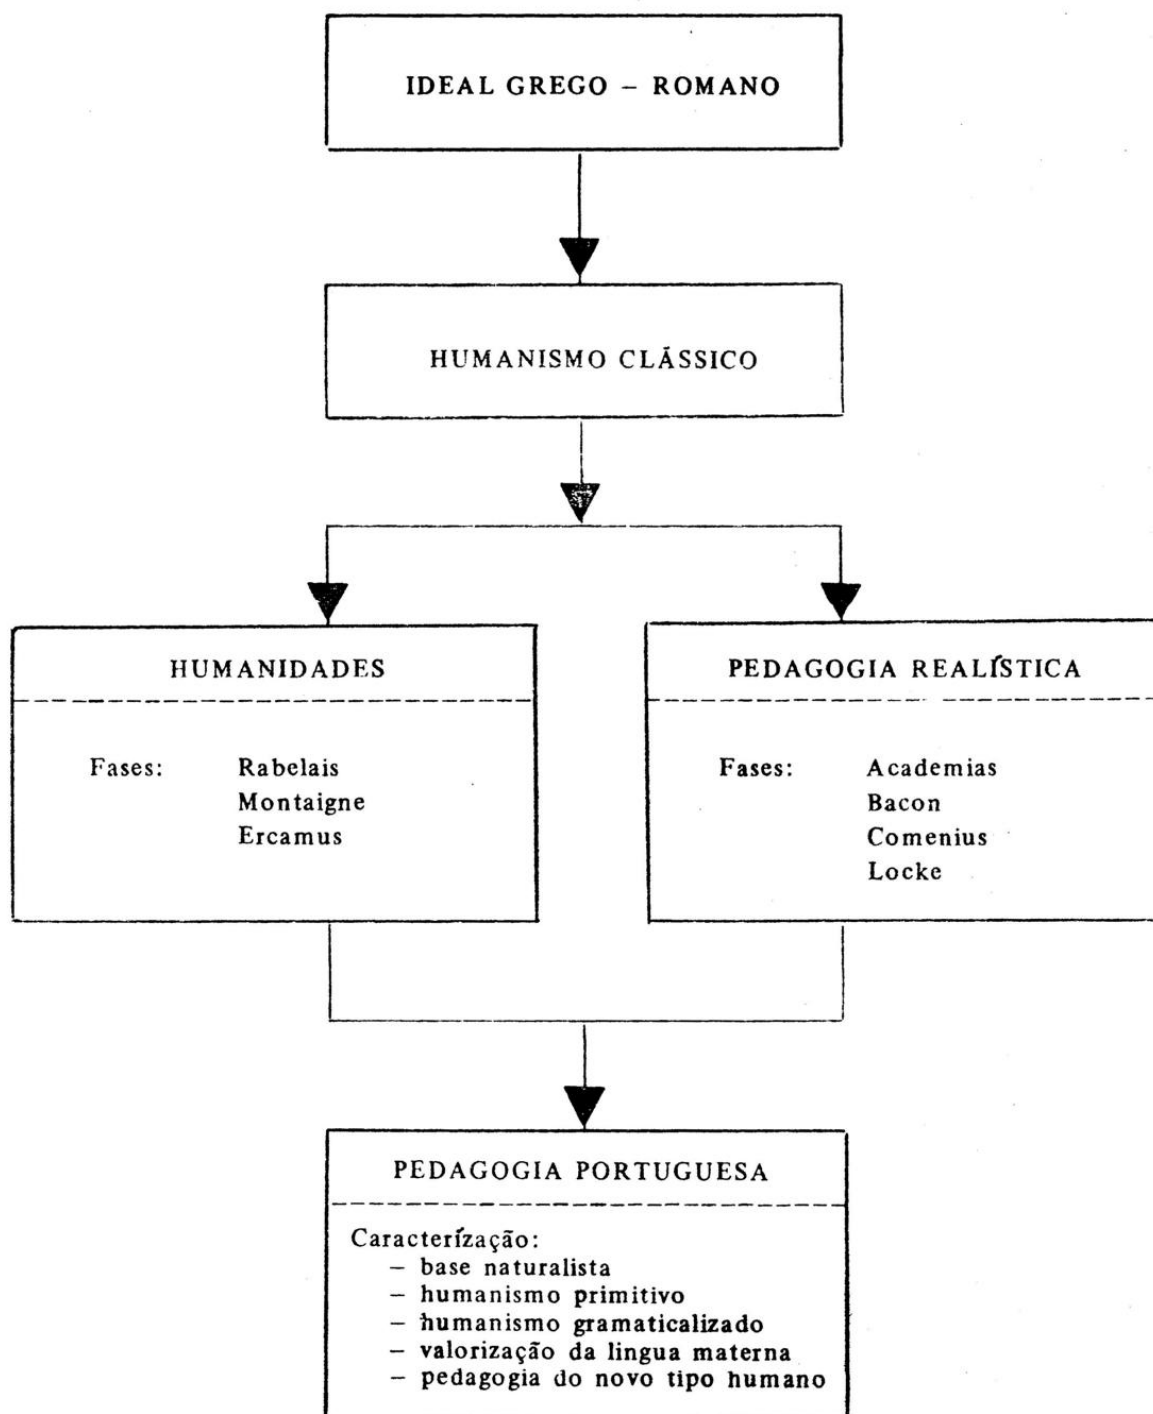 IDEAL GREGO – ROMANO
HUMANISMO CLÁSSICO
HUMANIDADES
Fases: Rabelais
Montaigne
Ercamus
PEDAGOGIA REALÍSTICA
Fases: Academias
Bacon
Comenius
Locke
PEDAGOGIA PORTUGUESA
Caracterízação:
– base naturalista
– humanismo primitivo
– humanismo gramaticalizado
– valorização da lingua materna
– pedagogia do novo tipo humano